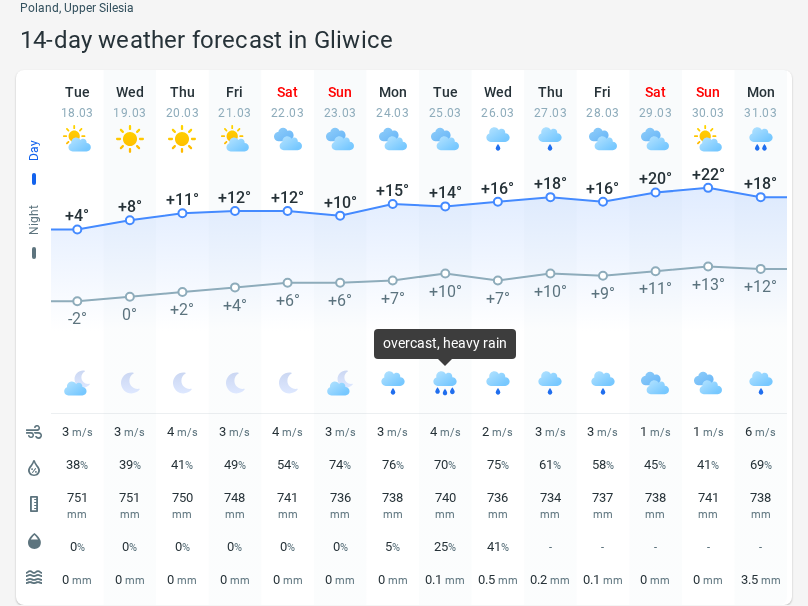 Poland, Upper Silesia
14-day weather forecast in Gliwice
Tue Wed Thu Fri Sat Sun Mon Tue Wed Thu Fri Sat Sun Mon
18.03 19.03 20.03 21.03 22.03 23.03 24.03 25.03 26.03 27.03 28.03 29.03 30.03 31.03
Day
+4° +8° +11° +12° +12° +10° +15° +14° +16° +18° +16° +20° +22° +18°
Night
-2° 0° +2° +4° +6° +6° +7° +10° +7° +10° +9° +11° +13° +12°
overcast, heavy rain
3 m/s 3 m/s 4 m/s 3 m/s 4 m/s 3 m/s 3 m/s 4 m/s 2 m/s 3 m/s 3 m/s 1 m/s 1 m/s 6 m/s
38% 39% 41% 49% 54% 74% 76% 70% 75% 61% 58% 45% 41% 69%
751 751 750 748 741 736 738 740 736 734 737 738 741 738
mm mm mm mm mm mm mm mm mm mm mm mm mm mm
0% 0% 0% 0% 0% 0% 5% 25% 41% - - - - -
0 mm 0 mm 0 mm 0 mm 0 mm 0 mm 0 mm 0.1 mm 0.5 mm 0.2 mm 0.1 mm 0 mm 0 mm 3.5 mm